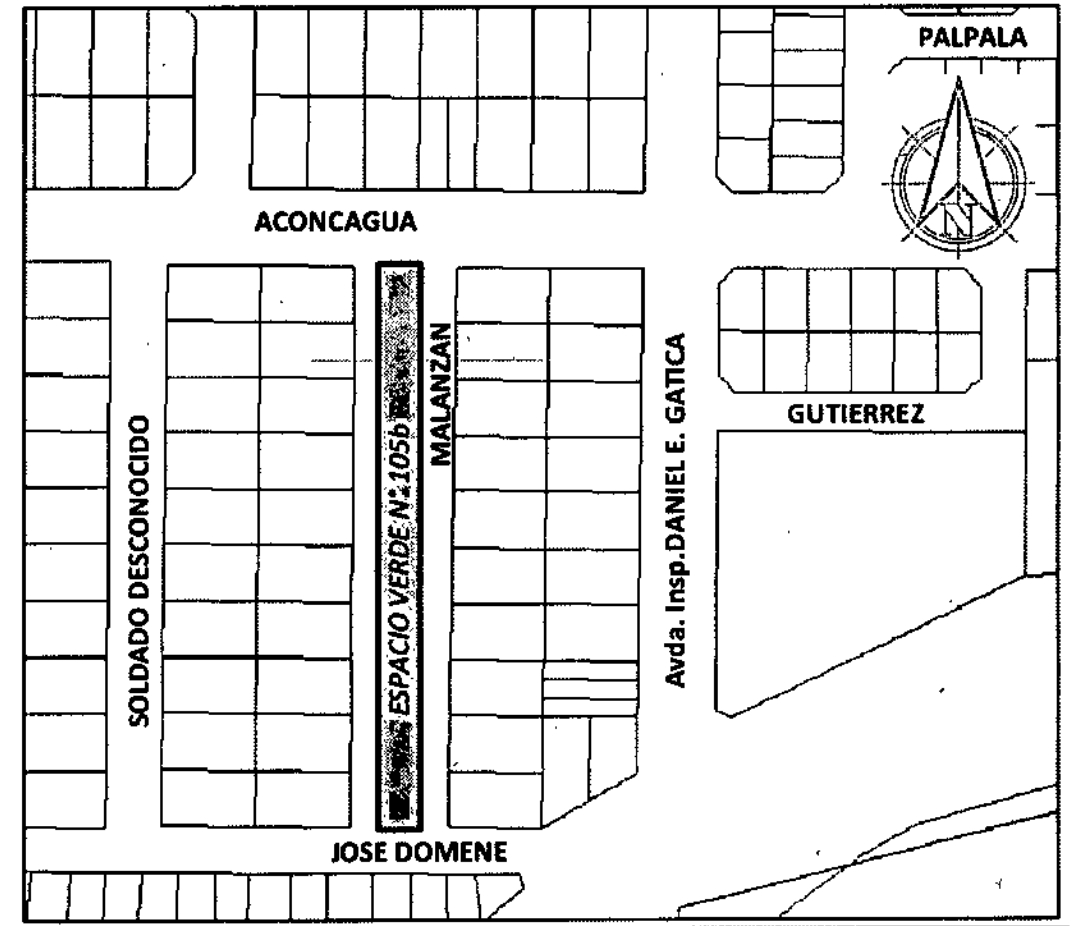 PALPALA
N
ACONCAGUA
MALANZAN
ESPACIO VERDE N°105b
SOLDADO DESCONOCIDO
Avda. Insp.DANIEL E. GATICA
GUTIERREZ
JOSE DOMENE